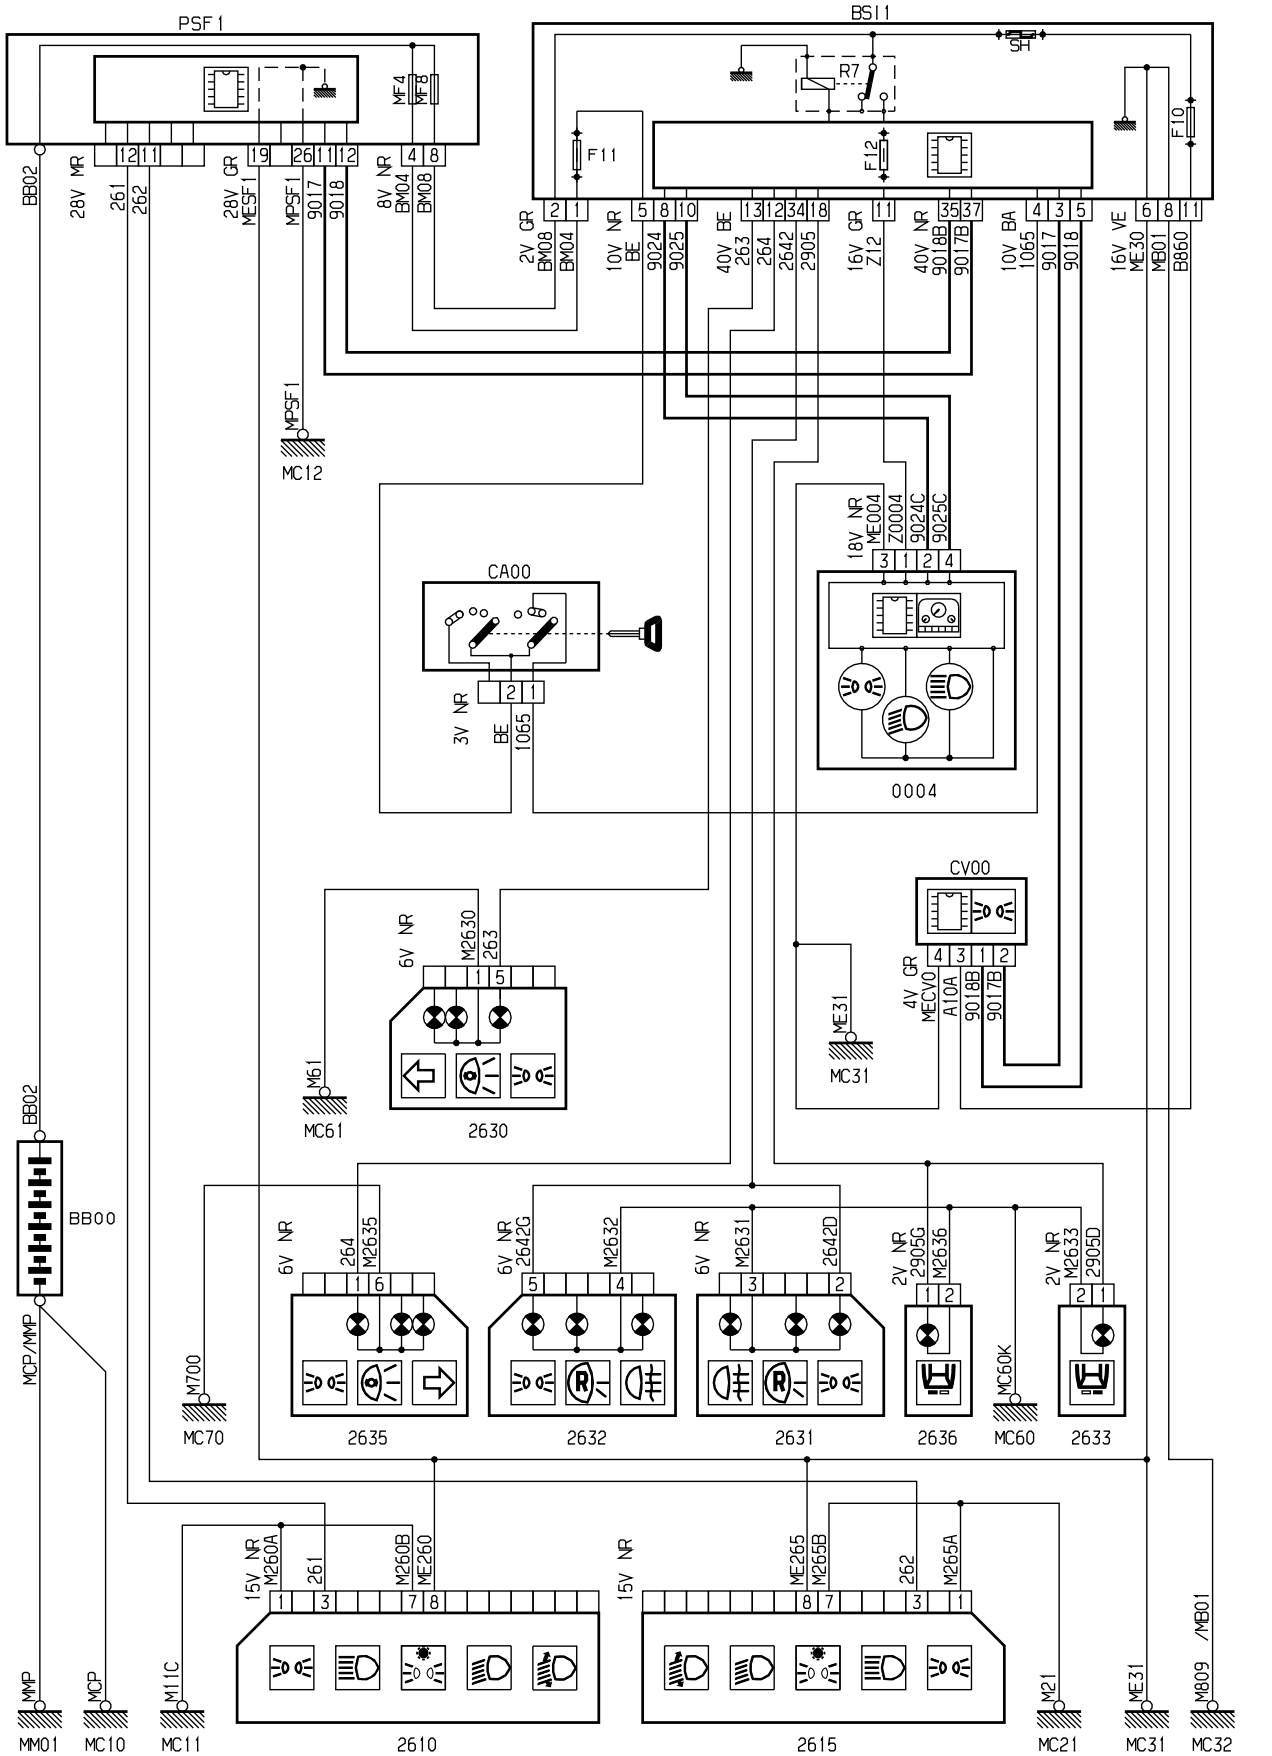 PSF1
BSI1
SH
R7
MF4
MF8
F10
F11
F12
12 11
19
26 11 12
4 8
2 1
5 8 10
13 12 34 18
11
35 37
4 3 5
6 8 11
BB02
28V MR
261
262
28V GR
MESF1
MPSF1
9017
9018
8V NR
BM04
BM08
2V GR
BM08
BM04
10V NR
BE
9024
9025
40V BE
263
264
2642
2905
16V GR
Z12
40V NR
9018B
9017B
10V BA
1065
9017
9018
16V VE
ME30
MB01
B860
MPSF1
MC12
18V NR
ME004
Z0004
9024C
9025C
3 1 2 4
CA00
2 1
3V NR
BE
1065
0004
CV00
4 3 1 2
4V GR
MECV0
A10A
9018B
9017B
6V NR
M2630
263
1 5
ME31
MC31
M61
MC61
2630
BB02
BB00
MCP/MMP
6V NR
264
M2635
1 6
6V NR
2642G
M2632
5 4
6V NR
M2631
2642D
3 2
2V NR
2905G
M2636
1 2
2V NR
M2633
2905D
2 1
M700
MC70
R
R
MC60K
MC60
2635
2632
2631
2636
2633
15V NR
M260A
261
M260B
ME260
1 3 7 8
15V NR
ME265
M265B
262
M265A
8 7 3 1
MMP
MCP
M11C
M21
ME31
M809 /MB01
MM01
MC10
MC11
2610
2615
MC21
MC31
MC32